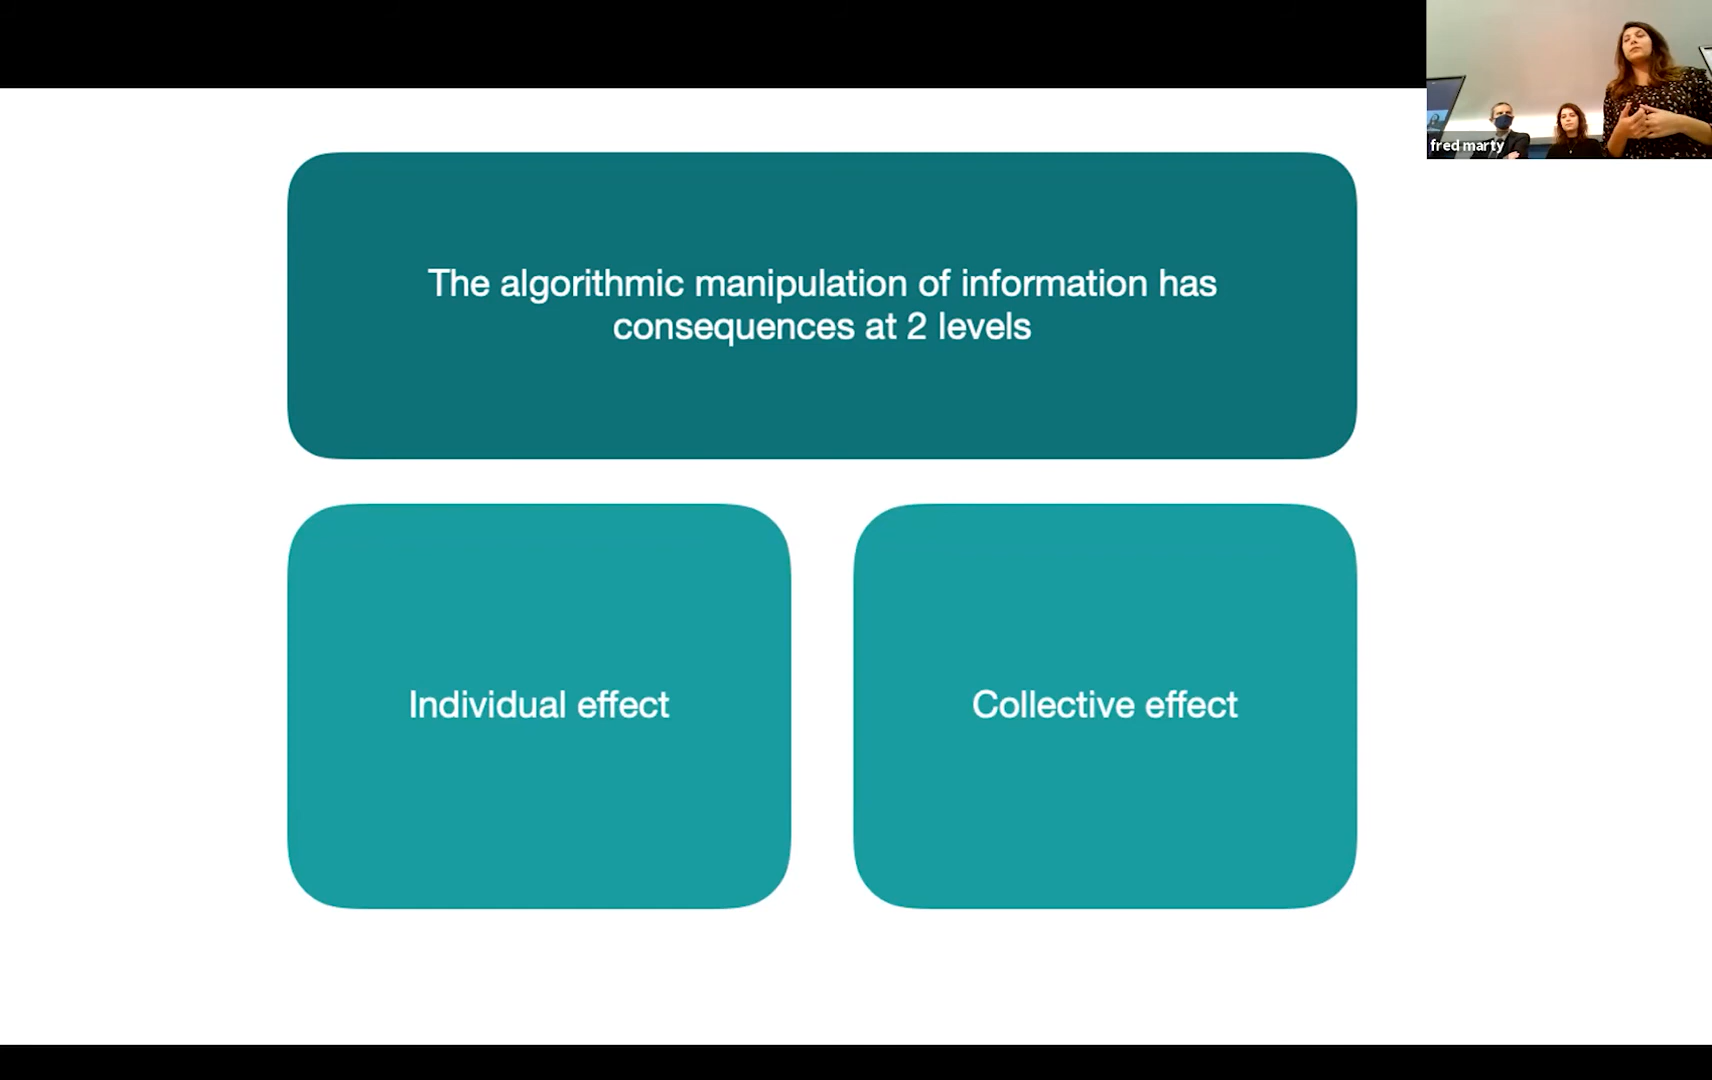 fred marty
The algorithmic manipulation of information has
consequences at 2 levels
Individual effect
Collective effect